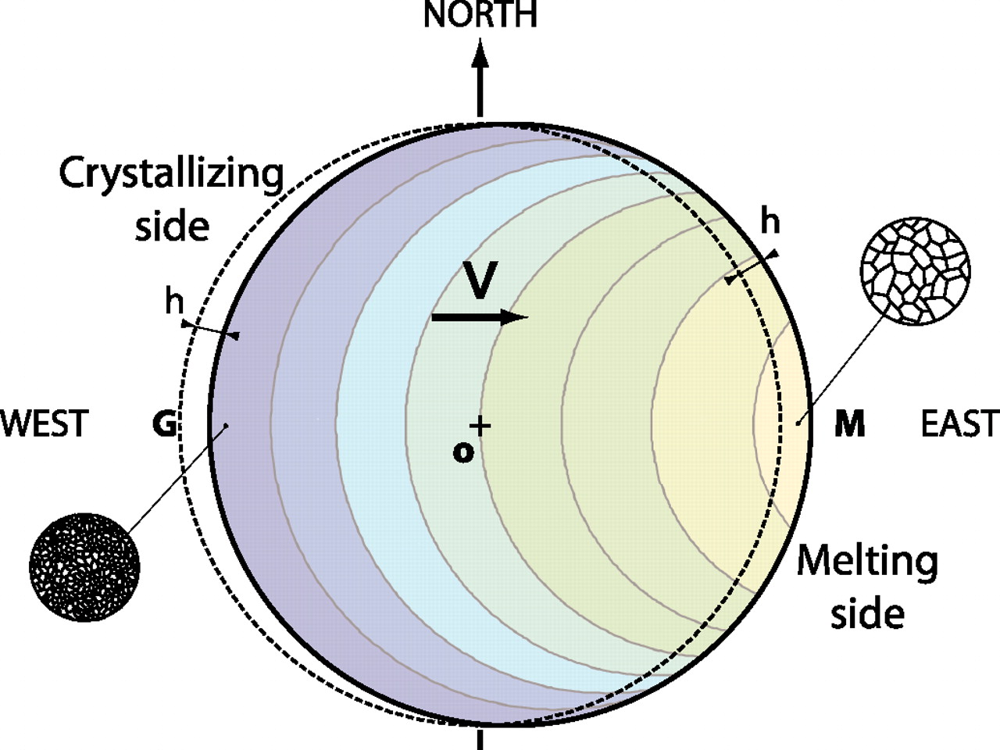 NORTH
Crystallizing
side
h
h
V
WEST
G
o
M
EAST
Melting
side